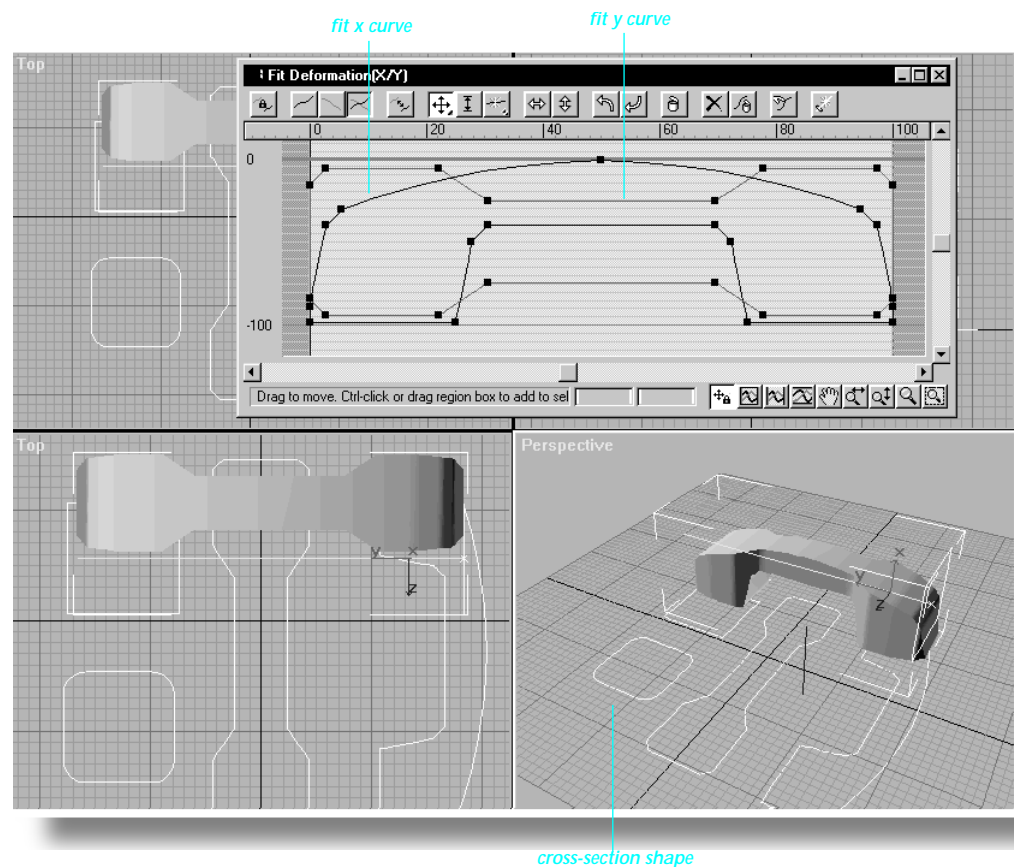 fit x curve
fit y curve
Top
Fit Deformation(X/Y)
0 20 40 60 80 100
0
-100
Drag to move. Ctrl-click or drag region box to add to sel
Top
Perspective
y x
z
x
y
z
cross-section shape